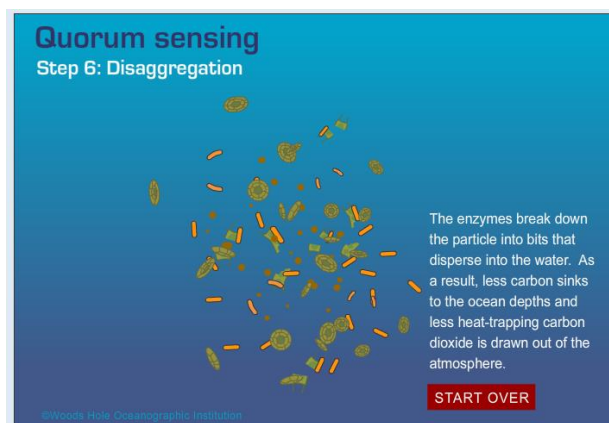 Quorum sensing
Step 6: Disaggregation
The enzymes break down
the particle into bits that
disperse into the water. As
a result, less carbon sinks
to the ocean depths and
less heat-trapping carbon
dioxide is drawn out of the
atmosphere.
START OVER
©Woods Hole Oceanographic Institution